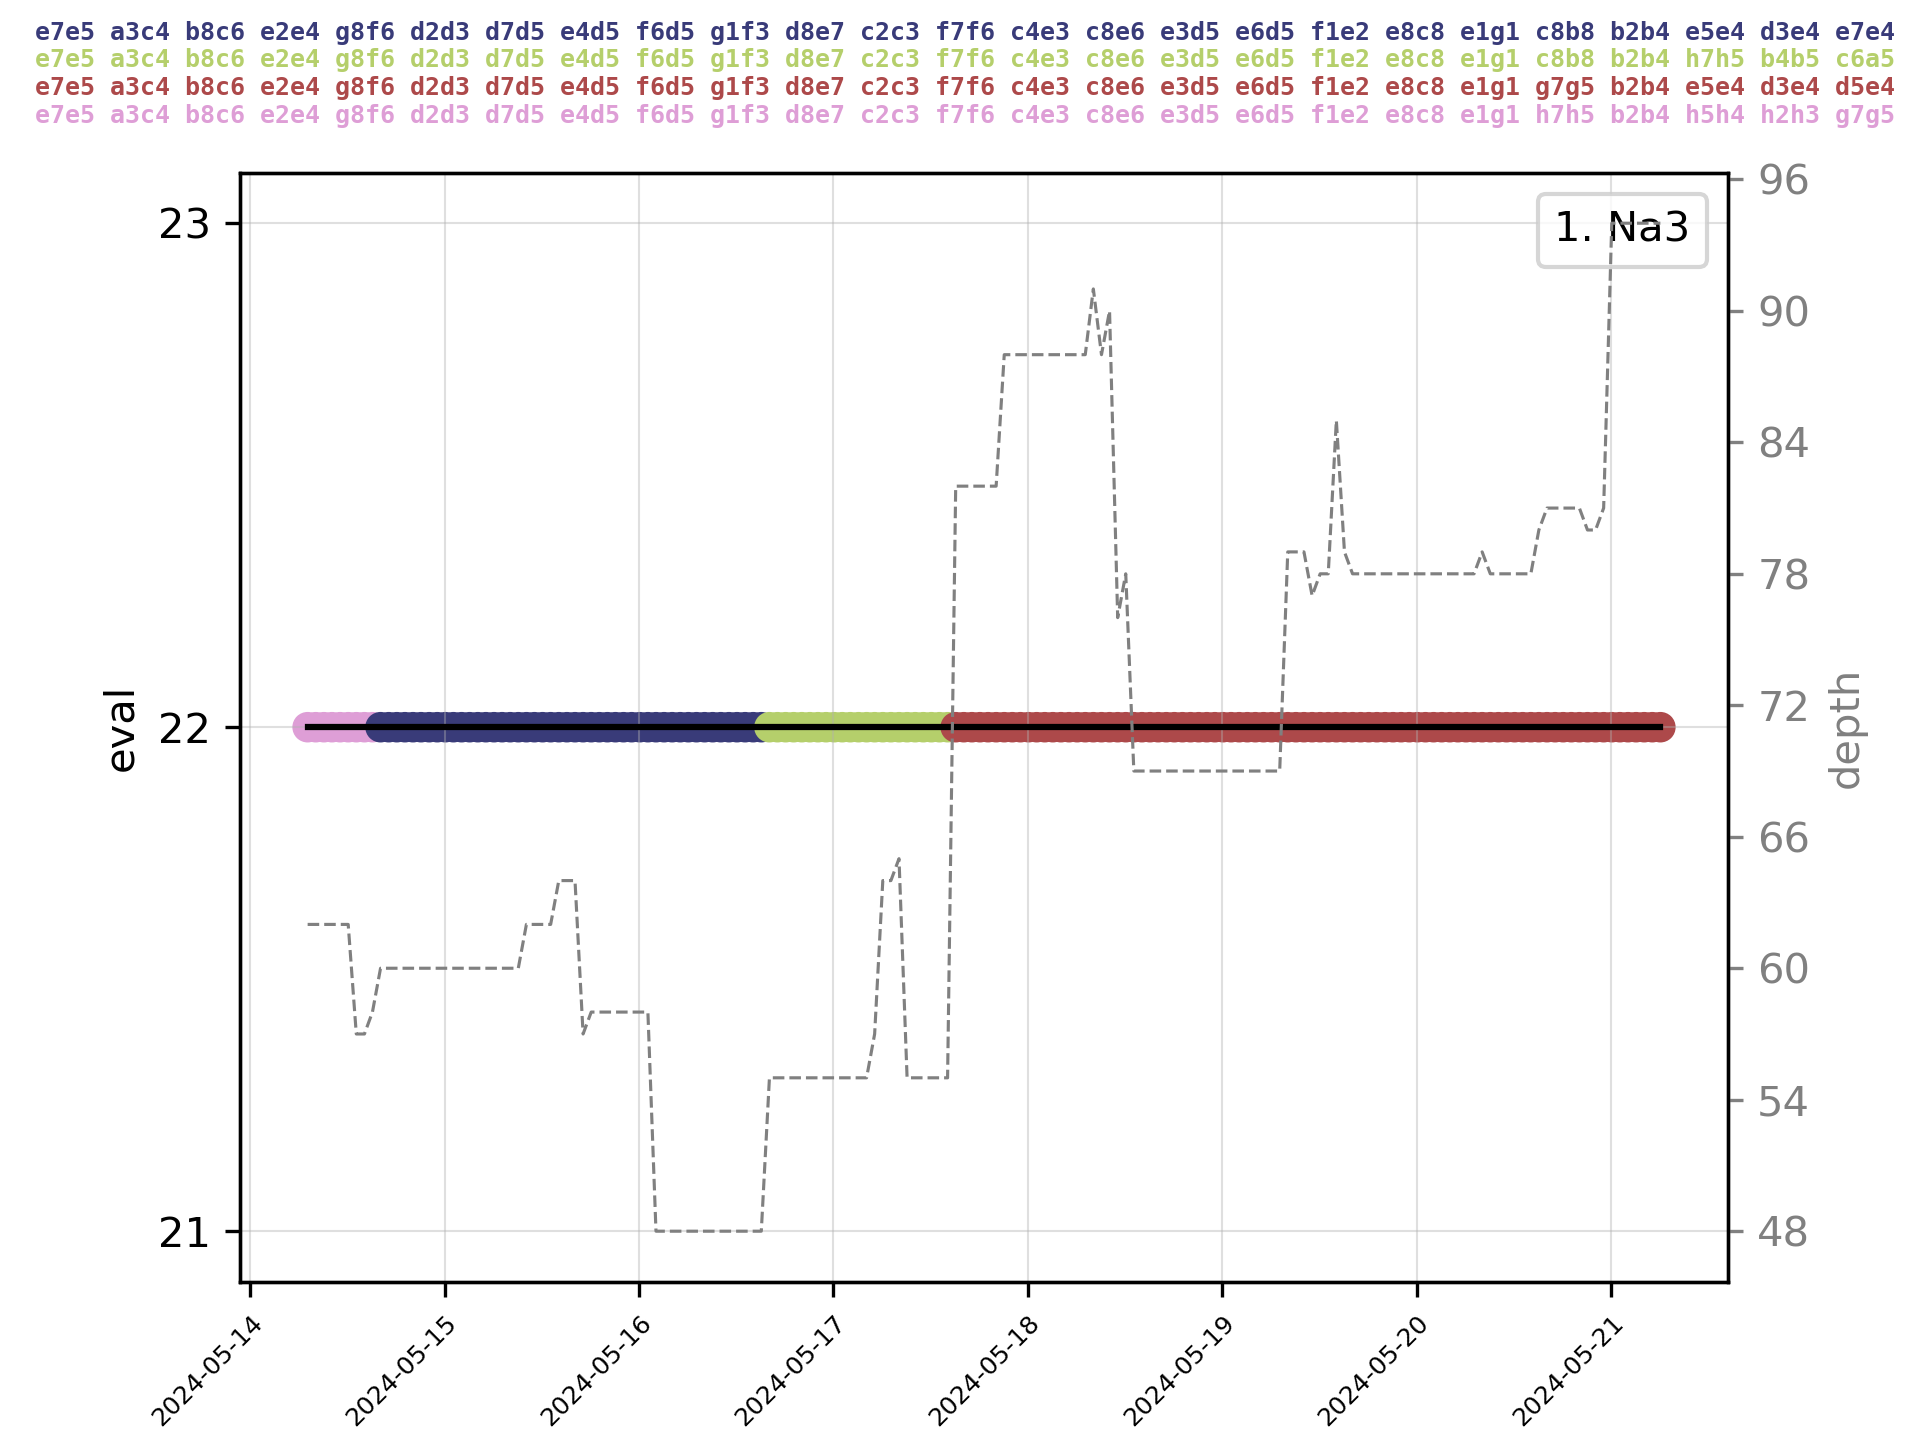 e7e5 a3c4 b8c6 e2e4 g8f6 d2d3 d7d5 e4d5 f6d5 g1f3 d8e7 c2c3 f7f6 c4e3 c8e6 e3d5 e6d5 f1e2 e8c8 e1g1 c8b8 b2b4 e5e4 d3e4 e7e4
e7e5 a3c4 b8c6 e2e4 g8f6 d2d3 d7d5 e4d5 f6d5 g1f3 d8e7 c2c3 f7f6 c4e3 c8e6 e3d5 e6d5 f1e2 e8c8 e1g1 c8b8 b2b4 h7h5 b4b5 c6a5
e7e5 a3c4 b8c6 e2e4 g8f6 d2d3 d7d5 e4d5 f6d5 g1f3 d8e7 c2c3 f7f6 c4e3 c8e6 e3d5 e6d5 f1e2 e8c8 e1g1 g7g5 b2b4 e5e4 d3e4 d5e4
e7e5 a3c4 b8c6 e2e4 g8f6 d2d3 d7d5 e4d5 f6d5 g1f3 d8e7 c2c3 f7f6 c4e3 c8e6 e3d5 e6d5 f1e2 e8c8 e1g1 h7h5 b2b4 h5h4 h2h3 g7g5
1. Na3
23
22
21
eval
96
90
84
78
72
66
60
54
48
depth
2024-05-14
2024-05-15
2024-05-16
2024-05-17
2024-05-18
2024-05-19
2024-05-20
2024-05-21